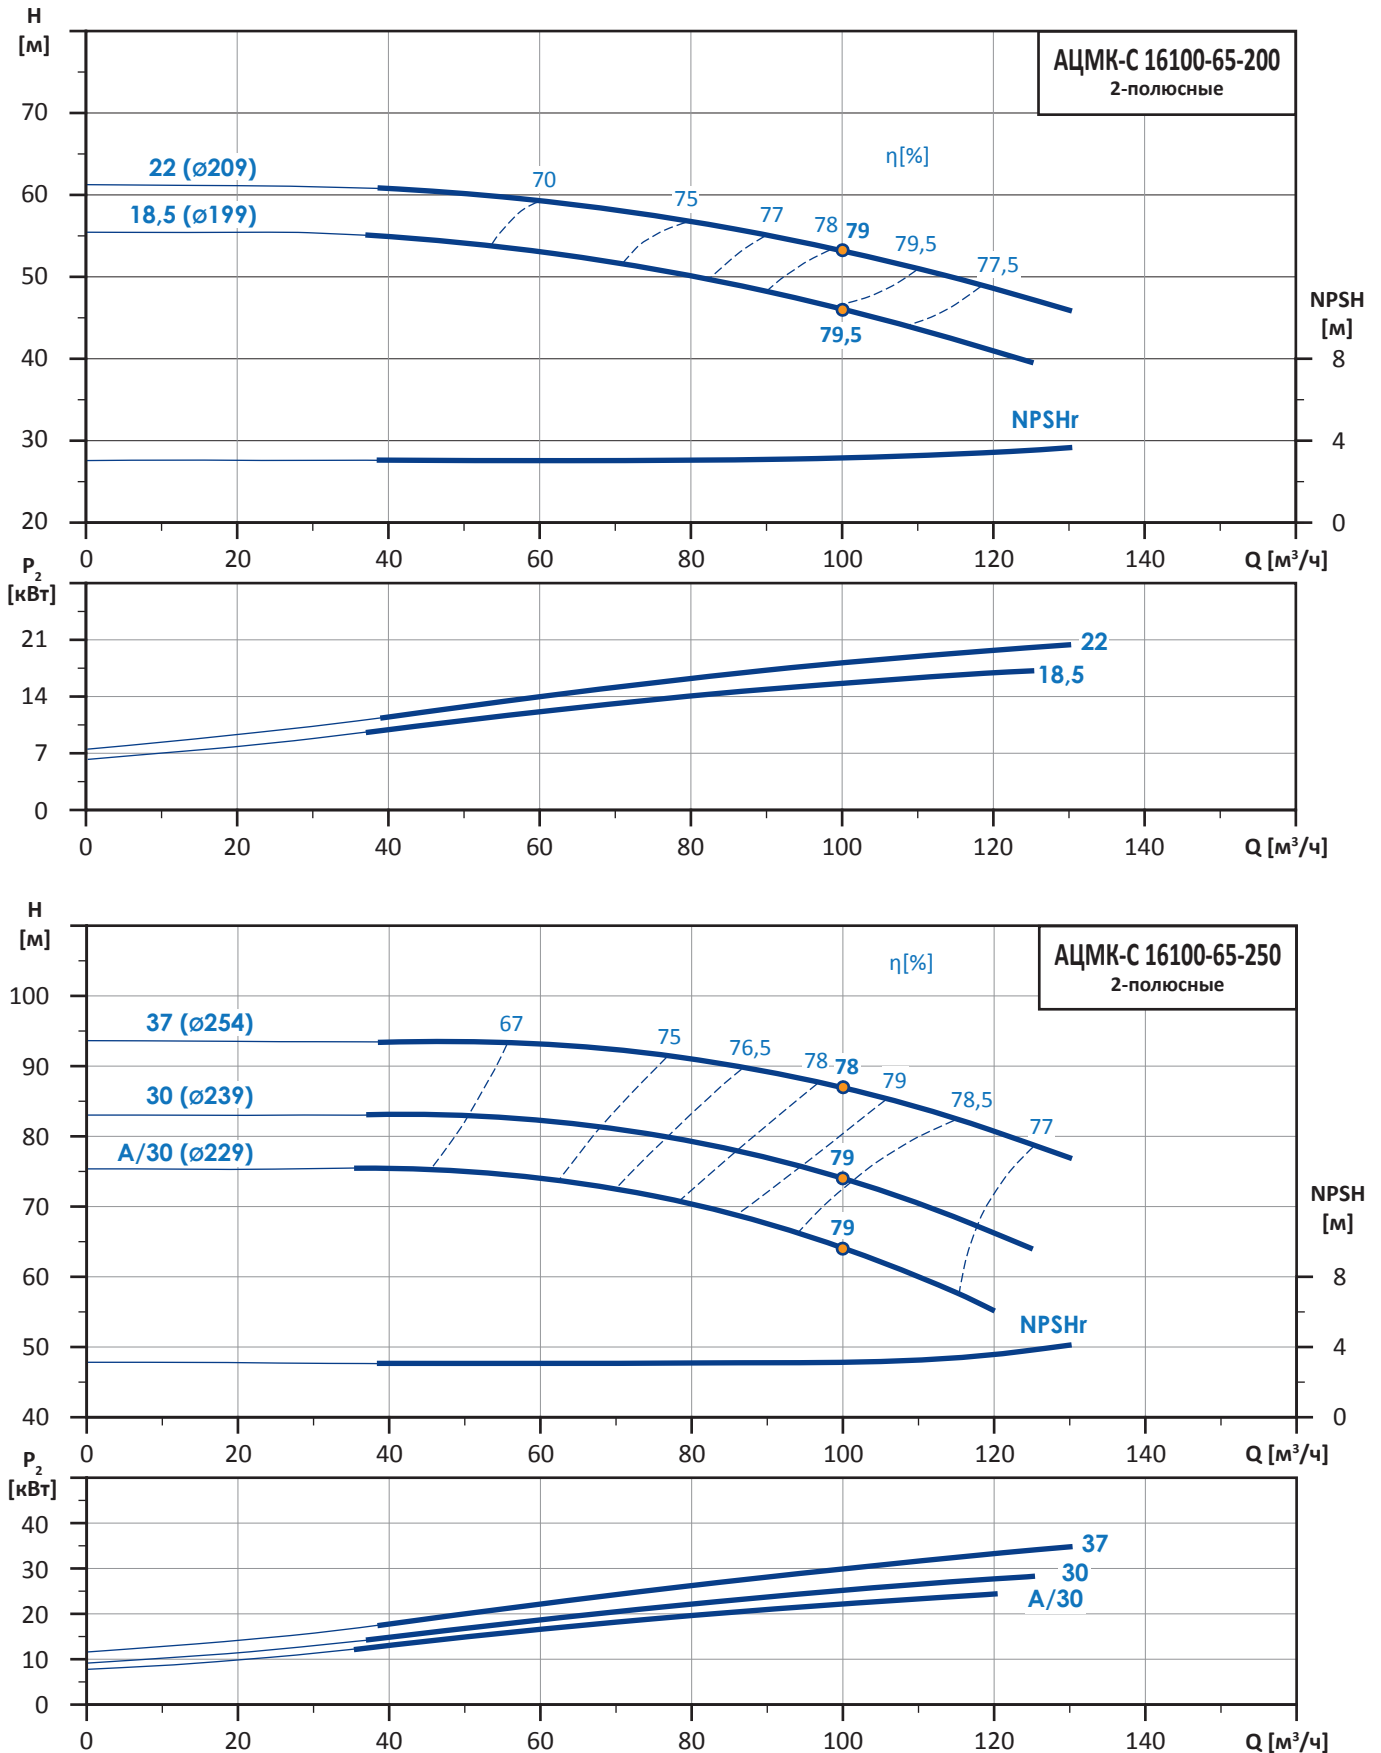 H
[м]
АЦМК-С 16100-65-200
2-полюсные
70
η[%]
22 (ø209)
70
60
75
18,5 (ø199)
77
78
79
79,5
77,5
50
NPSH
[м]
79,5
40
8
NPSHr
30
4
20
0
0
20
40
60
80
100
120
140
Q [м³/ч]
P₂
[кВт]
21
22
18,5
14
7
0
0
20
40
60
80
100
120
140
Q [м³/ч]
H
[м]
АЦМК-С 16100-65-250
2-полюсные
η[%]
100
37 (ø254)
67
75
76,5
78
78
79
90
30 (ø239)
78,5
77
80
A/30 (ø229)
79
70
NPSH
[м]
79
60
8
NPSHr
50
4
40
0
0
20
40
60
80
100
120
140
Q [м³/ч]
P₂
[кВт]
40
37
30
30
A/30
20
10
0
0
20
40
60
80
100
120
140
Q [м³/ч]